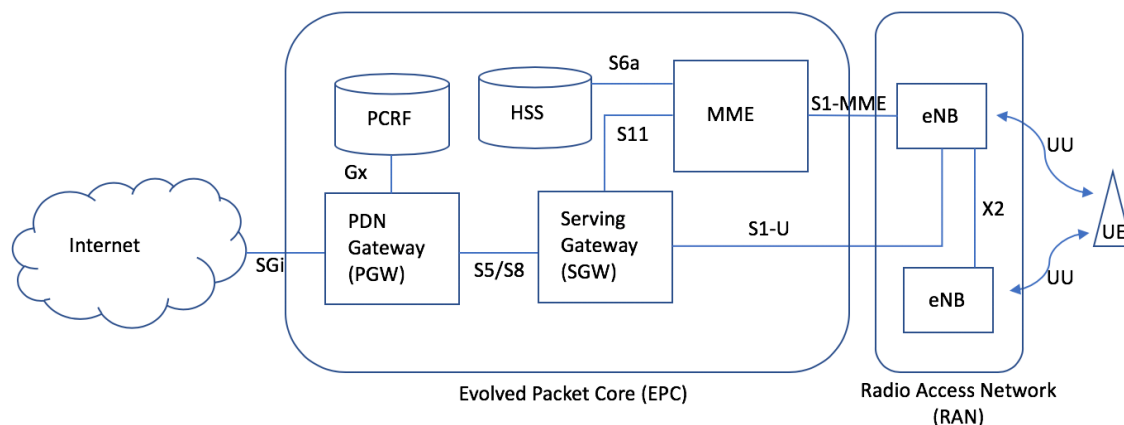 S6a
PCRF
HSS
MME
S1-MME
eNB
S11
UU
Gx
PDN
Gateway
(PGW)
Serving
Gateway
(SGW)
X2
Internet
S1-U
UE
SGi
S5/S8
UU
eNB
Evolved Packet Core (EPC)
Radio Access Network
(RAN)